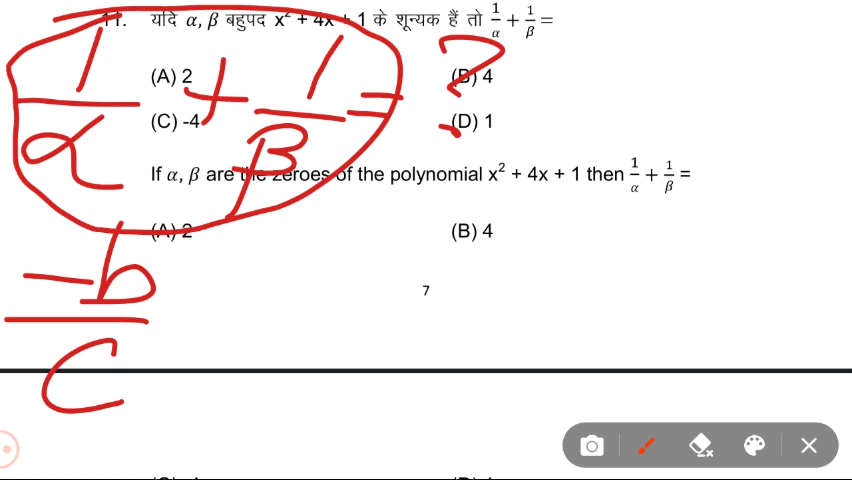 11. यदि α, β बहुपद x² + 4x + 1 के शून्यक हैं तो 1/α + 1/β =
(A) 2 (B) 4
(C) -4 (D) 1
1/α + 1/β = ?
If α, β are the zeroes of the polynomial x² + 4x + 1 then 1/α + 1/β =
(A) 2 (B) 4
-b/c
7